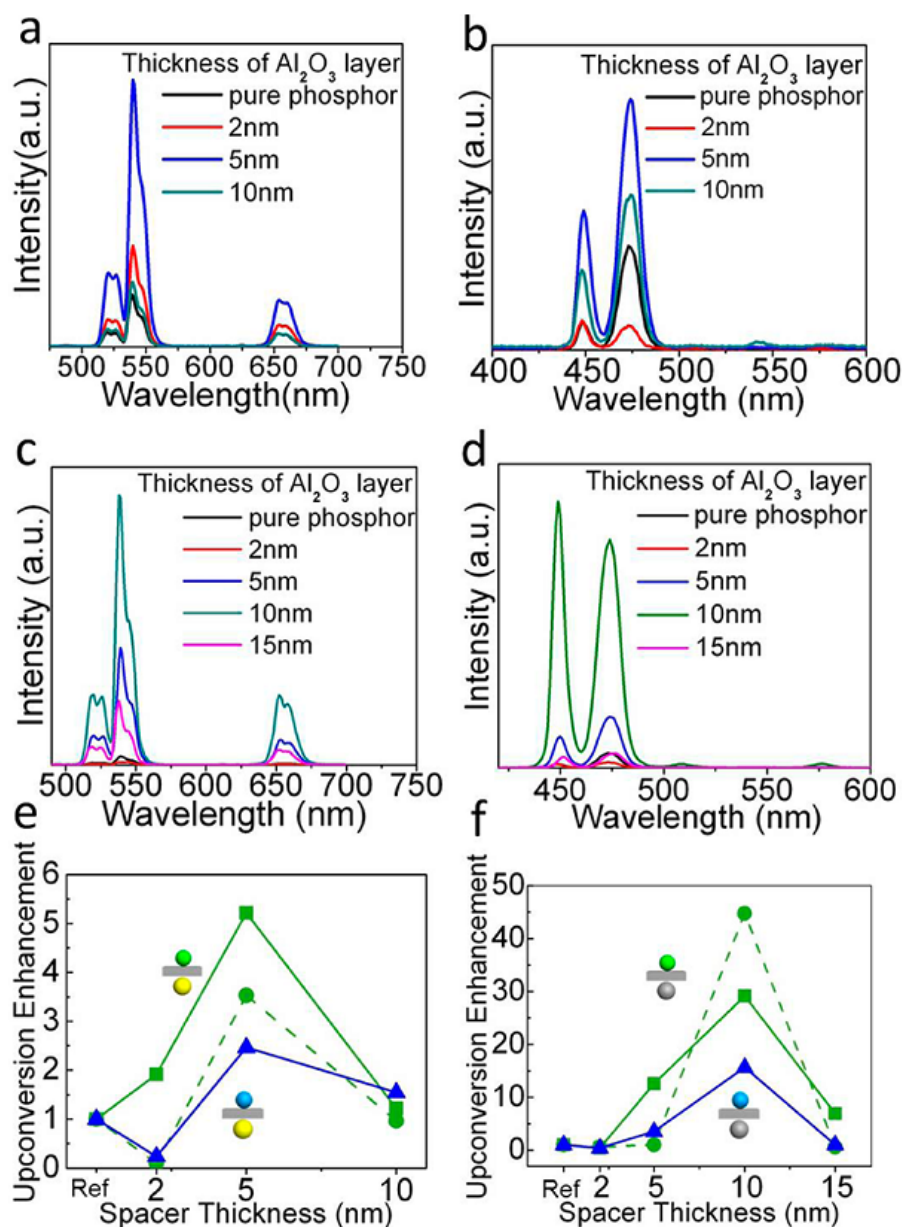 a
Thickness of Al2O3 layer
pure phosphor
2nm
5nm
10nm
Intensity(a.u.)
500 550 600 650 700 750
Wavelength(nm)
b
Thickness of Al2O3 layer
pure phosphor
2nm
5nm
10nm
Intensity (a.u.)
400 450 500 550 600
Wavelength (nm)
c
Thickness of Al2O3 layer
pure phosphor
2nm
5nm
10nm
15nm
Intensity (a.u.)
500 550 600 650 700 750
Wavelength (nm)
d
Thickness of Al2O3 layer
pure phosphor
2nm
5nm
10nm
15nm
Intensity (a.u.)
450 500 550 600
Wavelength (nm)
e
Upconversion Enhancement
6
5
4
3
2
1
0
Ref 2 5 10
Spacer Thickness (nm)
f
Upconversion Enhancement
50
40
30
20
10
0
Ref 2 5 10 15
Spacer Thickness (nm)